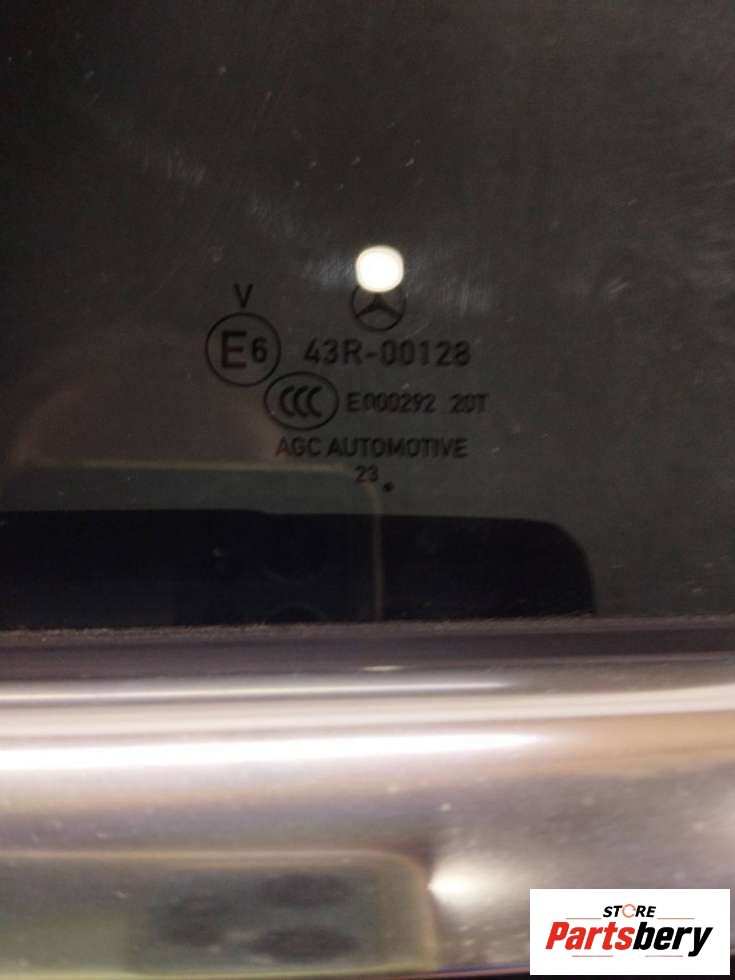 V
E6 43R-00128
CCC E000292 20T
AGC AUTOMOTIVE
23 .
STORE
Partsbery